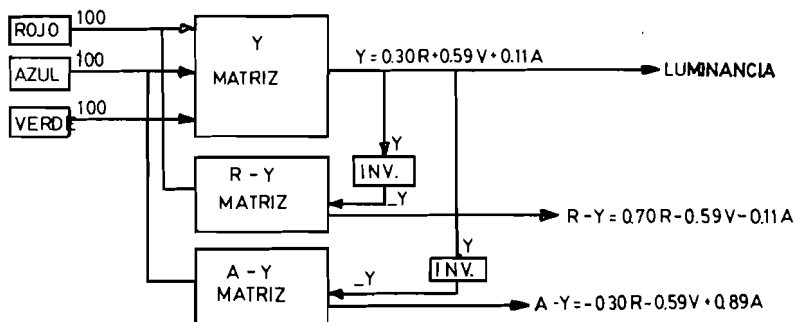 ROJO
100
AZUL
100
VERDE
100
Y
MATRIZ
Y = 0.30 R + 0.59 V + 0.11 A
LUMINANCIA
Y
INV.
_Y
R - Y
MATRIZ
R - Y = 0.70 R - 0.59 V - 0.11 A
Y
INV.
_Y
A - Y
MATRIZ
A - Y = -0.30 R - 0.59 V + 0.89 A